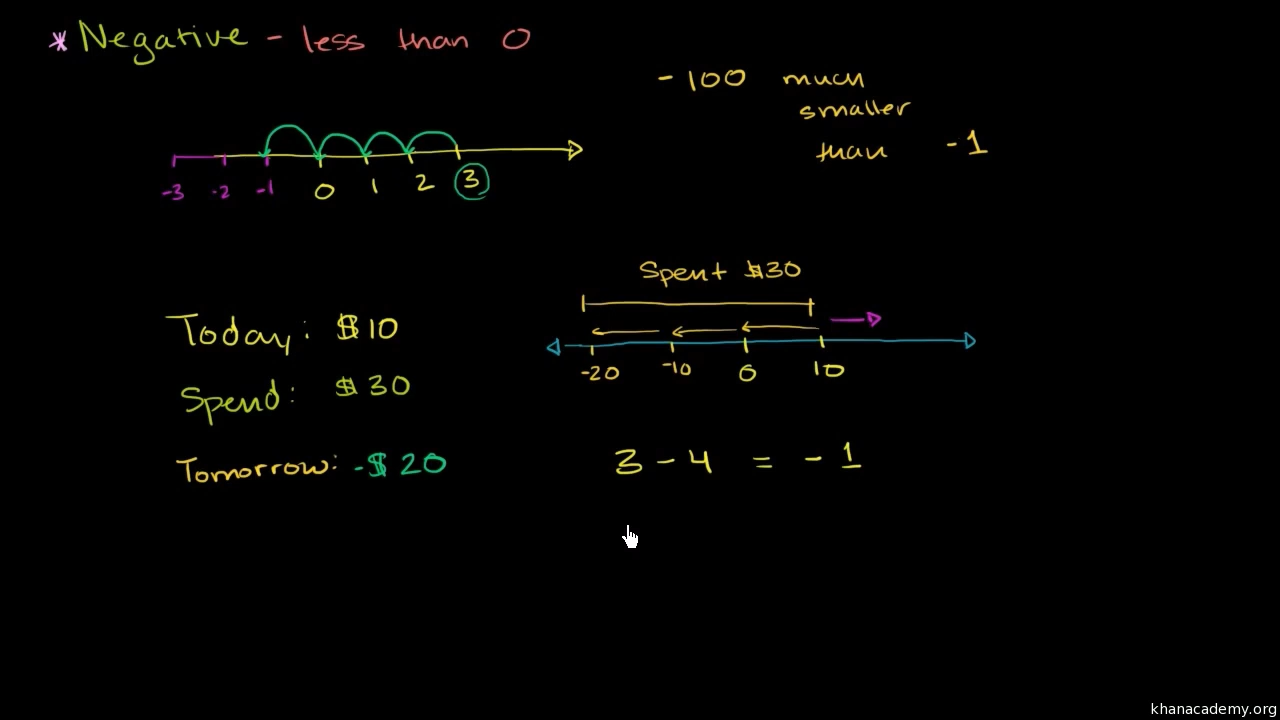 * Negative - less than 0
- 100 much
smaller
than -1
-3 -2 -1 0 1 2 3
Spent $30
Today: $10
-20 -10 0 10
Spend: $30
Tomorrow: -$20
3 - 4 = - 1
khanacademy.org